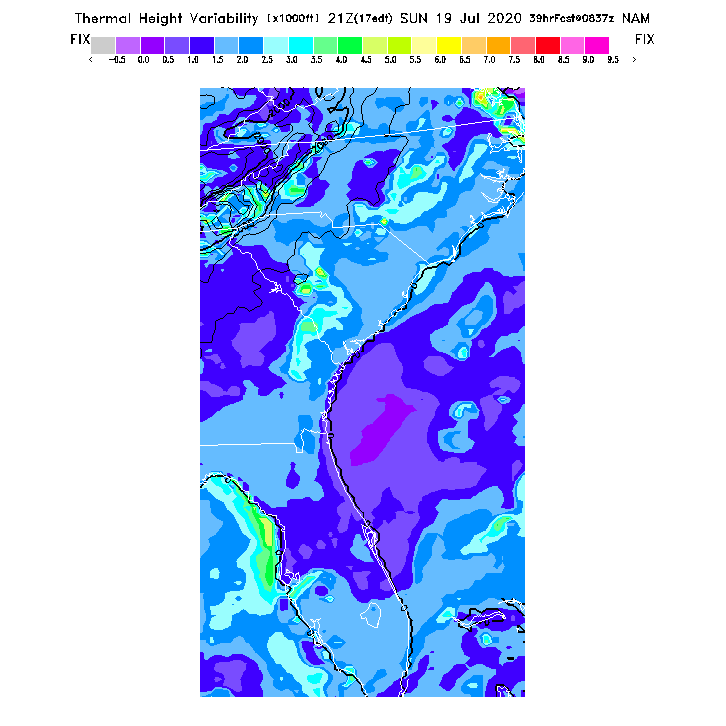 Thermal Height Variability [x1000ft] 21Z(17edt) SUN 19 Jul 2020 39hrFcst@0837z NAM
FIX FIX
< -0.5 0.0 0.5 1.0 1.5 2.0 2.5 3.0 3.5 4.0 4.5 5.0 5.5 6.0 6.5 7.0 7.5 8.0 8.5 9.0 9.5 >